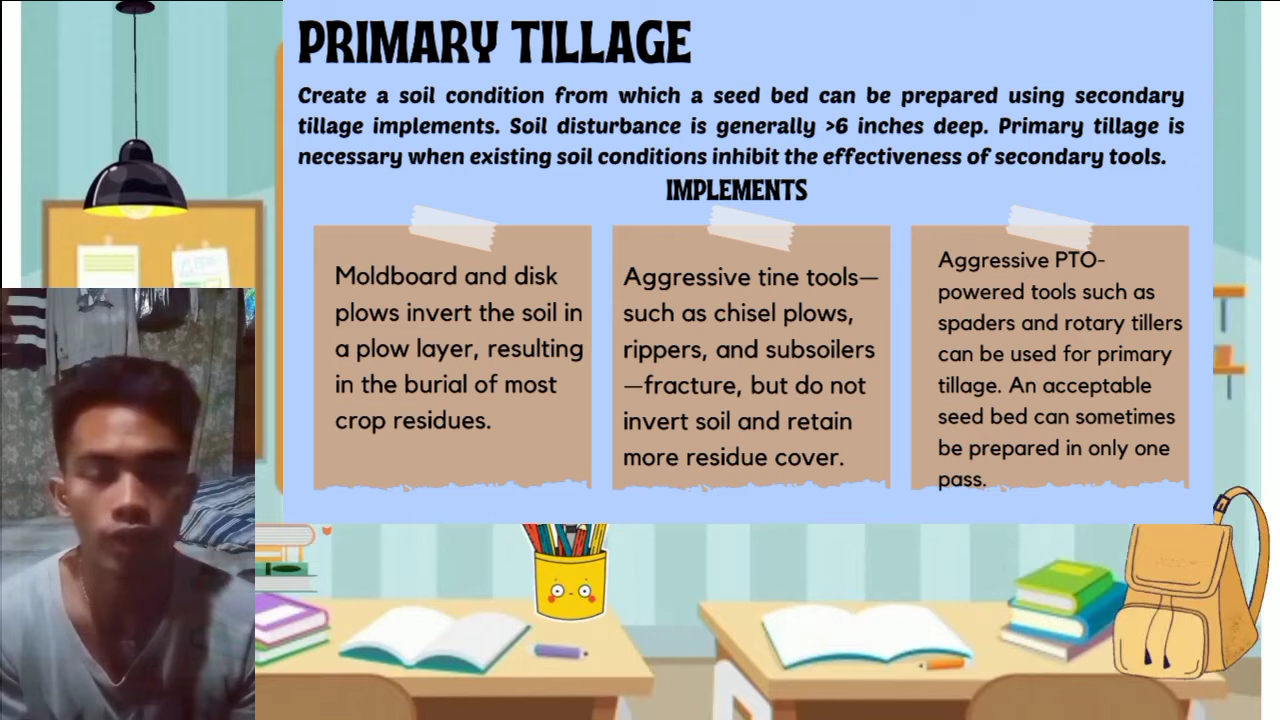 PRIMARY TILLAGE
Create a soil condition from which a seed bed can be prepared using secondary
tillage implements. Soil disturbance is generally >6 inches deep. Primary tillage is
necessary when existing soil conditions inhibit the effectiveness of secondary tools.
IMPLEMENTS
Moldboard and disk
plows invert the soil in
a plow layer, resulting
in the burial of most
crop residues.
Aggressive tine tools—
such as chisel plows,
rippers, and subsoilers
—fracture, but do not
invert soil and retain
more residue cover.
Aggressive PTO-
powered tools such as
spaders and rotary tillers
can be used for primary
tillage. An acceptable
seed bed can sometimes
be prepared in only one
pass.